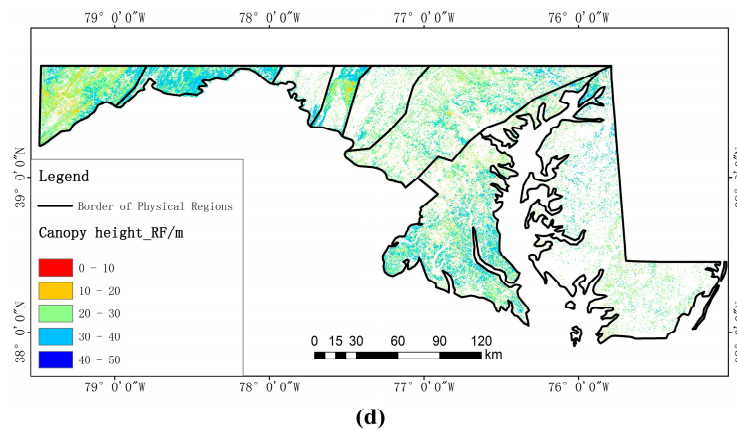 79° 0'0"W 78° 0'0"W 77° 0'0"W 76° 0'0"W
39° 0'0"N
Legend
Border of Physical Regions
Canopy height_RF/m
0 - 10
10 - 20
20 - 30
30 - 40
40 - 50
38° 0'0"N
0 15 30 60 90 120
km
79° 0'0"W 78° 0'0"W 77° 0'0"W 76° 0'0"W
(d)